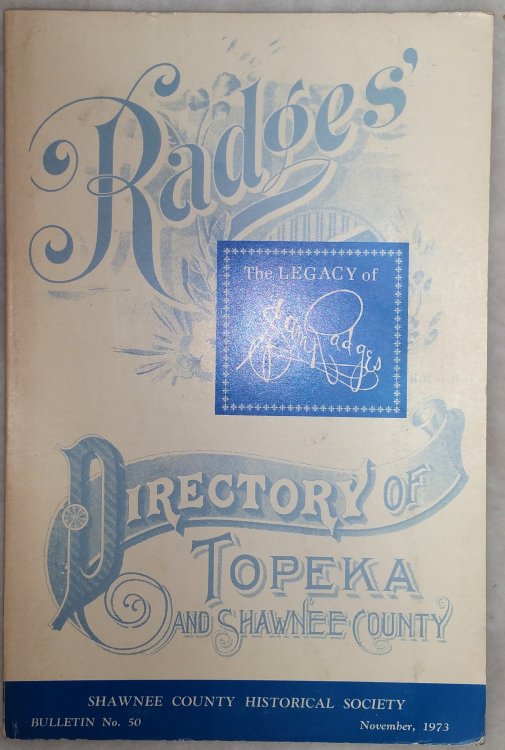 Radges'
The LEGACY of
Sam Radges
DIRECTORY OF
TOPEKA
AND SHAWNEE COUNTY
SHAWNEE COUNTY HISTORICAL SOCIETY
BULLETIN No. 50 November, 1973